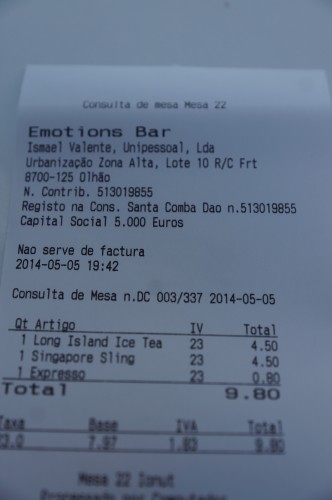 Consulta de mesa Mesa 22
Emotions Bar
Ismael Valente, Unipessoal, Lda
Urbanização Zona Alta, Lote 10 R/C Frt
8700-125 Olhão
N. Contrib. 513019855
Registo na Cons. Santa Comba Dao n.513019855
Capital Social 5.000 Euros
Nao serve de factura
2014-05-05 19:42
Consulta de Mesa n.DC 003/337 2014-05-05
Qt Artigo IV Total
1 Long Island Ice Tea 23 4.50
1 Singapore Sling 23 4.50
1 Expresso 23 0.80
Total 9.80
Taxa Base IVA Total
23.0 7.97 1.83 9.80
Mesa 22 Ionut
Processado por Computador